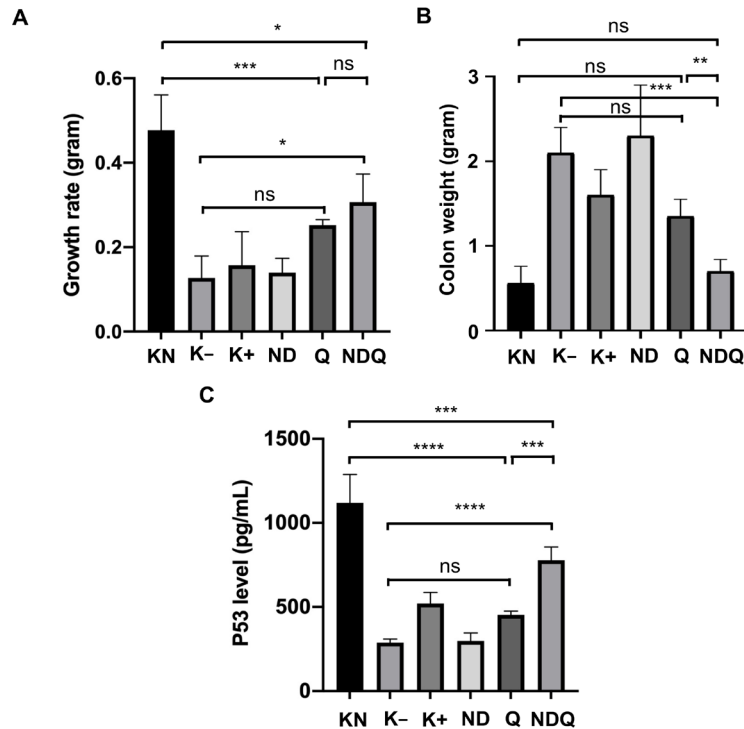 A
*
***
ns
*
ns
Growth rate (gram)
0.6
0.4
0.2
0.0
KN K– K+ ND Q NDQ
B
ns
ns
**
***
ns
Colon weight (gram)
3
2
1
0
KN K– K+ ND Q NDQ
C
***
****
***
****
ns
P53 level (pg/mL)
1500
1000
500
0
KN K– K+ ND Q NDQ